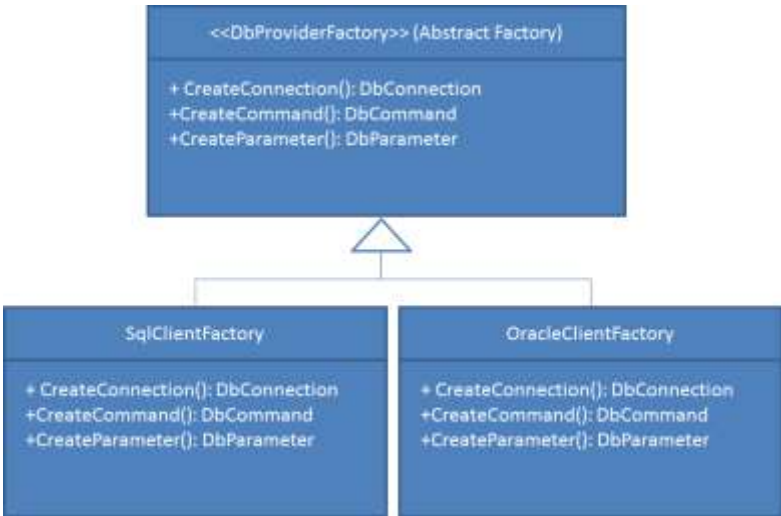 <<DbProviderFactory>> (Abstract Factory)
+ CreateConnection(): DbConnection
+CreateCommand(): DbCommand
+CreateParameter(): DbParameter
SqlClientFactory
+ CreateConnection(): DbConnection
+CreateCommand(): DbCommand
+CreateParameter(): DbParameter
OracleClientFactory
+ CreateConnection(): DbConnection
+CreateCommand(): DbCommand
+CreateParameter(): DbParameter